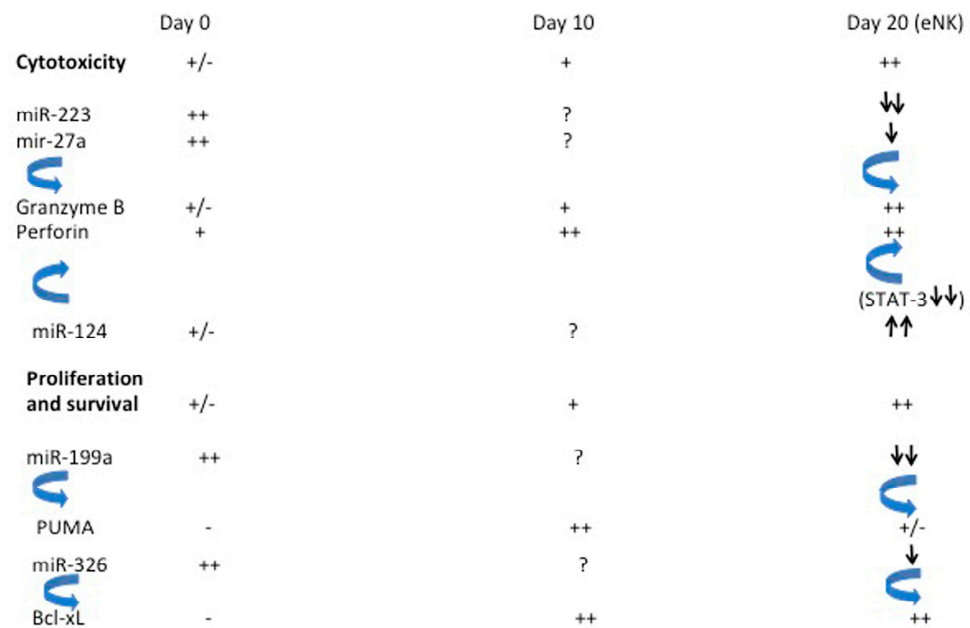 Day 0 Day 10 Day 20 (eNK)
Cytotoxicity +/- + ++
miR-223 ++ ? ↓↓
mir-27a ++ ? ↓
Granzyme B +/- + ++
Perforin + ++ ++
(STAT-3↓↓)
miR-124 +/- ? ↑↑
Proliferation
and survival +/- + ++
miR-199a ++ ? ↓↓
PUMA - ++ +/-
miR-326 ++ ? ↓
Bcl-xL - ++ ++